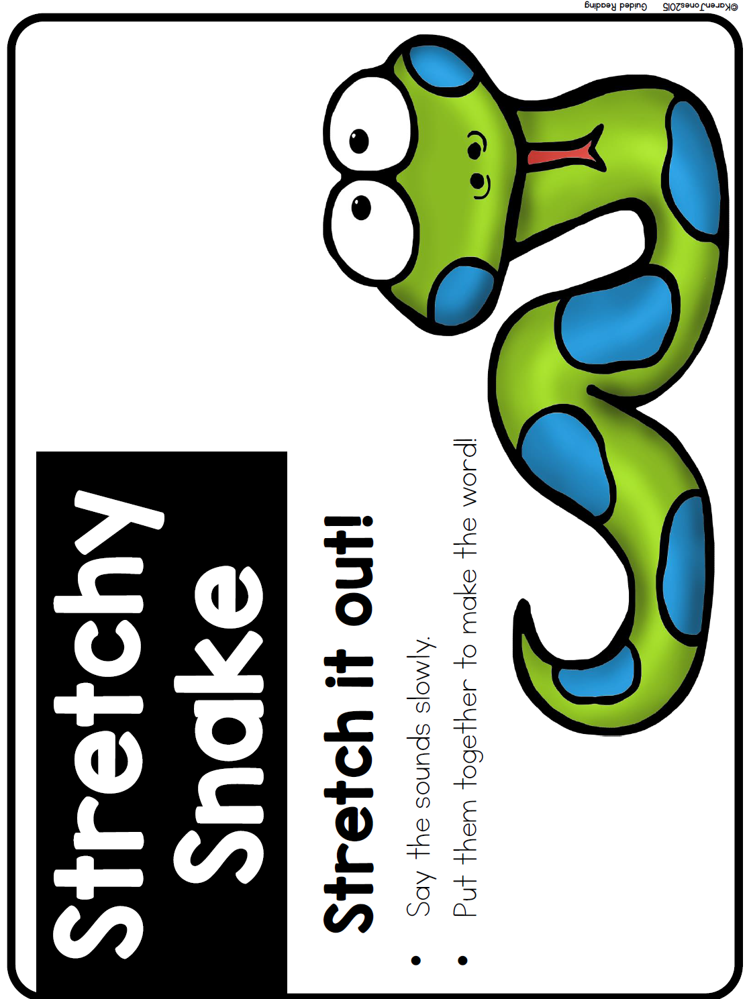 Stretchy
Snake
Stretch it out!
• Say the sounds slowly.
• Put them together to make the word!
©KarenJones2015 Guided Reading